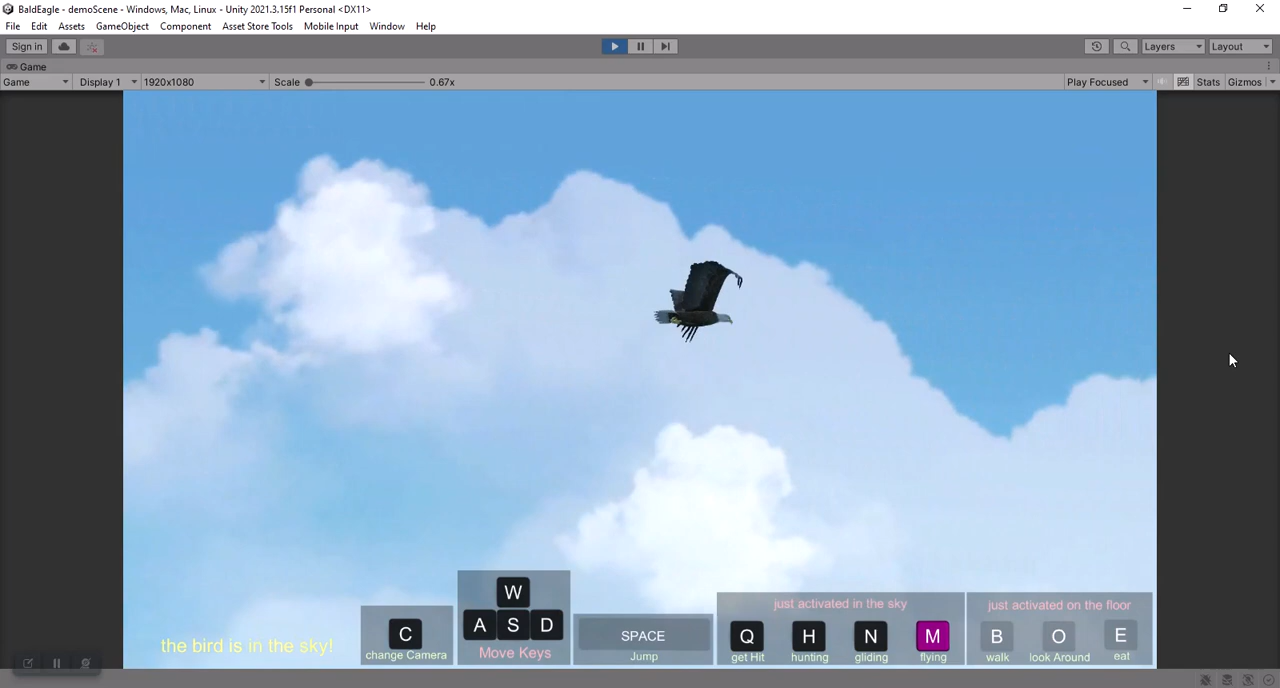 BaldEagle - demoScene - Windows, Mac, Linux - Unity 2021.3.15f1 Personal <DX11>
File Edit Assets GameObject Component Asset Store Tools Mobile Input Window Help
Sign in Layers Layout
Game
Game Display 1 1920x1080 Scale 0.67x Play Focused Stats Gizmos
the bird is in the sky!
C
change Camera
W
A S D
Move Keys
SPACE
Jump
just activated in the sky
Q H N M
get Hit hunting gliding flying
just activated on the floor
B O E
walk look Around eat